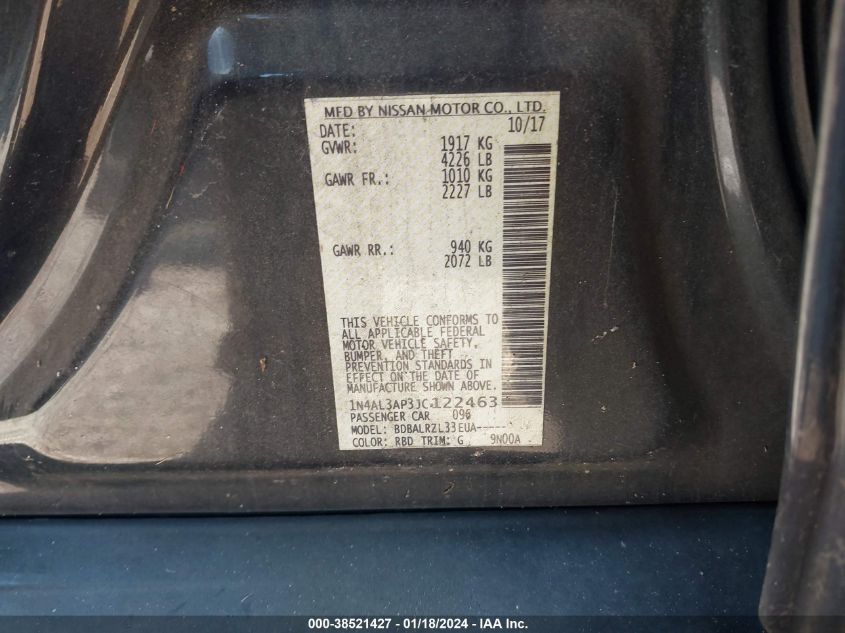 MFD BY NISSAN MOTOR CO., LTD.
DATE: 10/17
GVWR: 1917 KG
4226 LB
GAWR FR.: 1010 KG
2227 LB
GAWR RR.: 940 KG
2072 LB
THIS VEHICLE CONFORMS TO
ALL APPLICABLE FEDERAL
MOTOR VEHICLE SAFETY,
BUMPER, AND THEFT
PREVENTION STANDARDS IN
EFFECT ON THE DATE OF
MANUFACTURE SHOWN ABOVE.
1N4AL3AP3JC122463
PASSENGER CAR 096
MODEL: BDBALRZL33EUA-----
COLOR: RBD TRIM: G 9N00A
000-38521427 - 01/18/2024 - IAA Inc.